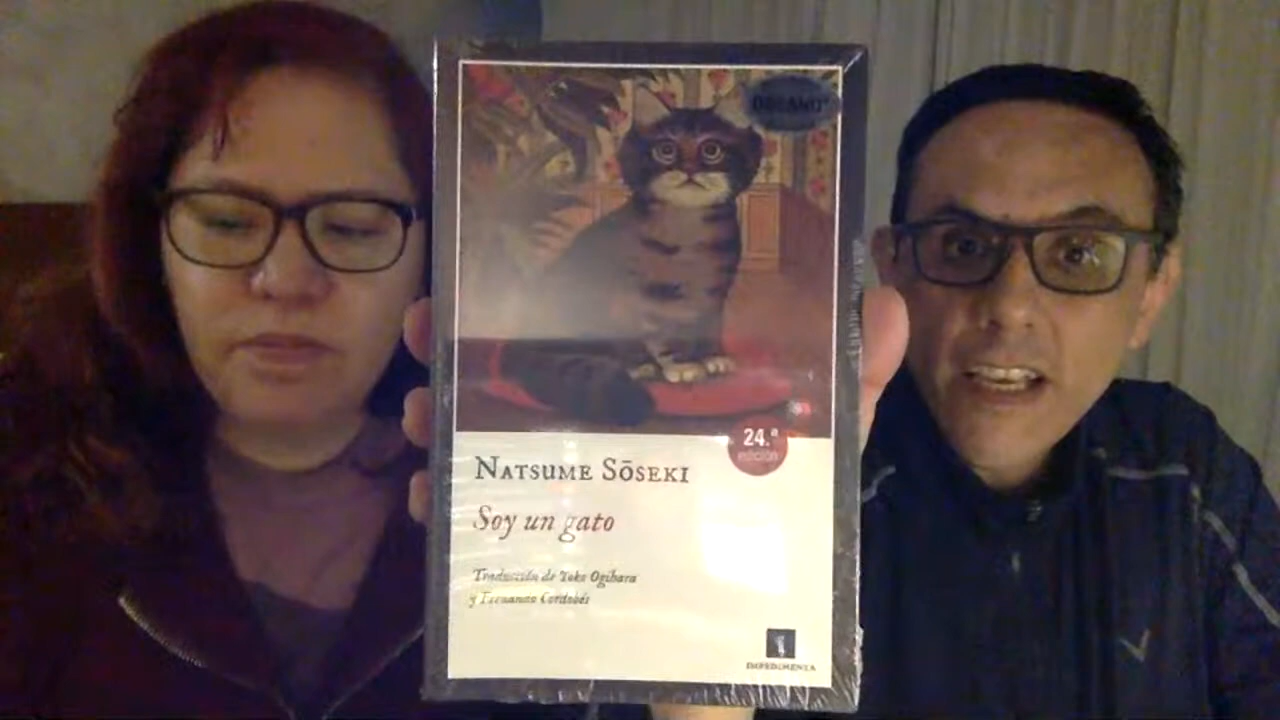 24.ª
edición
NATSUME SŌSEKI
Soy un gato
Traducción de Yoko Ogihara
y Fernando Cordobés
IMPEDIMENTA